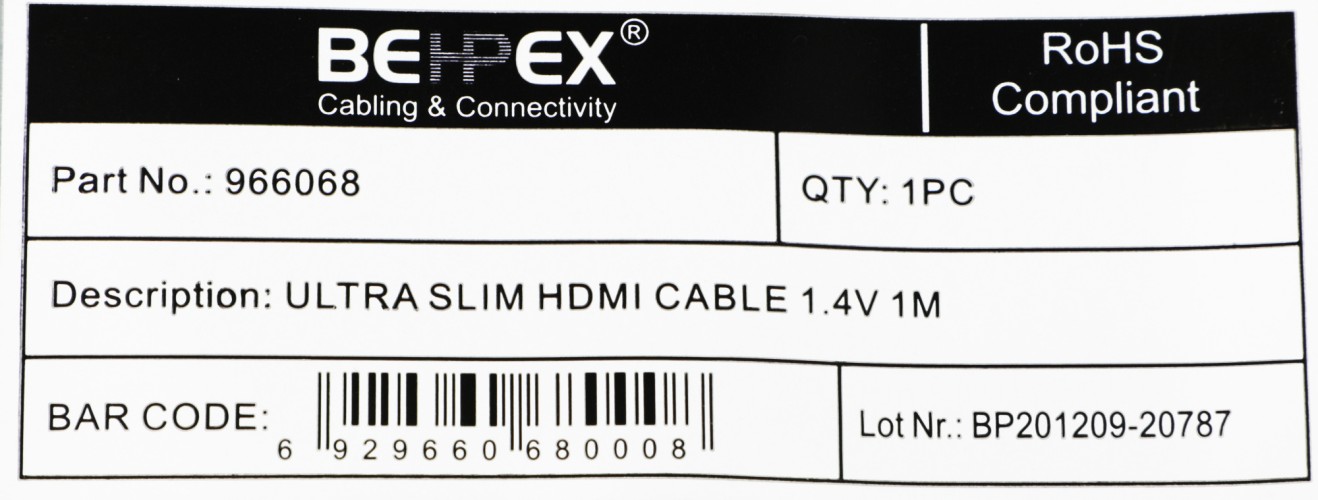 BEHPEX®
Cabling & Connectivity
RoHS
Compliant
Part No.: 966068
QTY: 1PC
Description: ULTRA SLIM HDMI CABLE 1.4V 1M
BAR CODE:
6 929660 680008
Lot Nr.: BP201209-20787